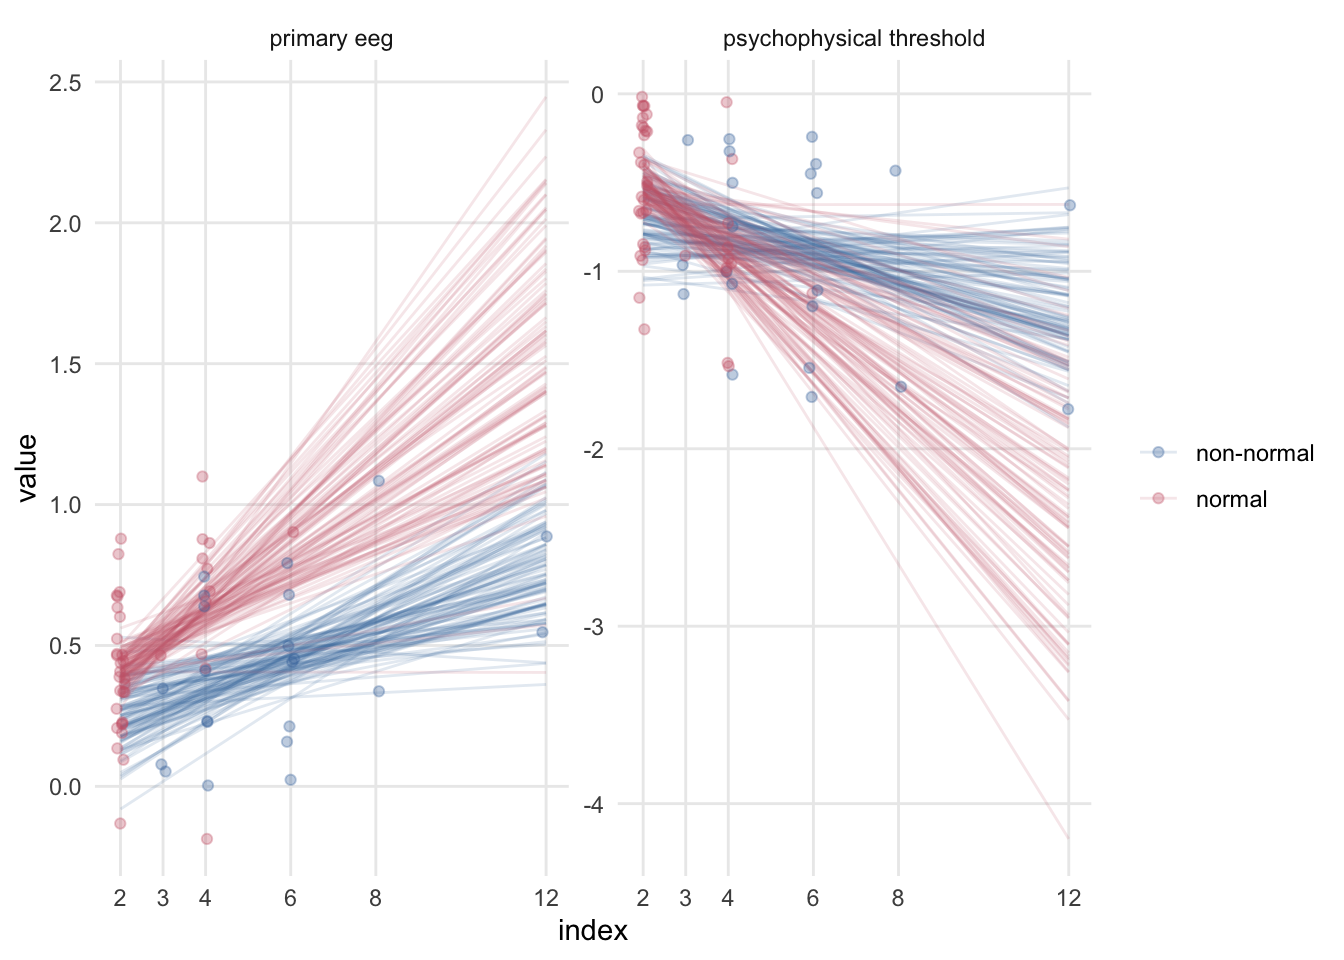 primary eeg
psychophysical threshold
2.5
2.0
1.5
1.0
0.5
0.0
0
-1
-2
-3
-4
value
2 3 4 6 8 12
2 3 4 6 8 12
index
non-normal
normal